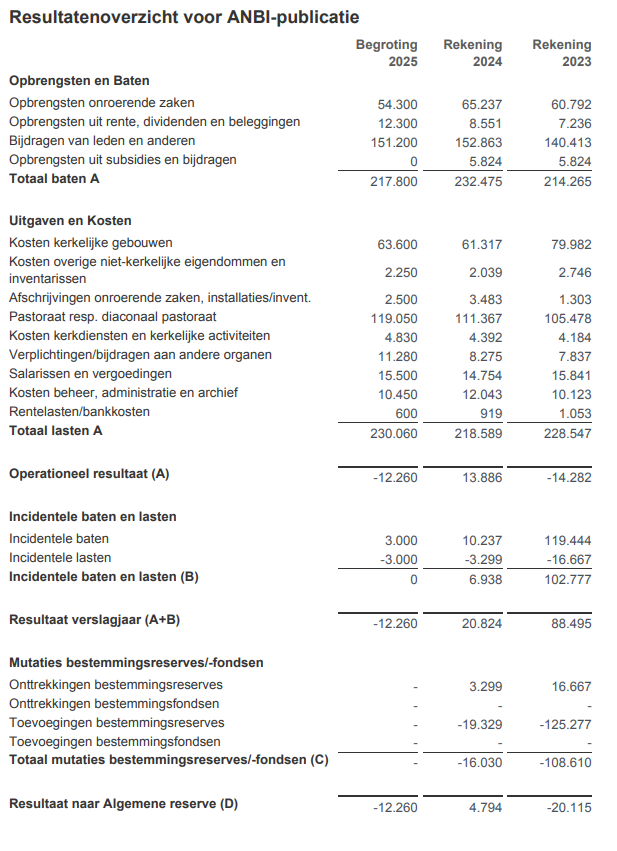 Resultatenoverzicht voor ANBI-publicatie
Begroting Rekening Rekening
2025 2024 2023
Opbrengsten en Baten
Opbrengsten onroerende zaken 54.300 65.237 60.792
Opbrengsten uit rente, dividenden en beleggingen 12.300 8.551 7.236
Bijdragen van leden en anderen 151.200 152.863 140.413
Opbrengsten uit subsidies en bijdragen 0 5.824 5.824
Totaal baten A 217.800 232.475 214.265
Uitgaven en Kosten
Kosten kerkelijke gebouwen 63.600 61.317 79.982
Kosten overige niet-kerkelijke eigendommen en
inventarissen 2.250 2.039 2.746
Afschrijvingen onroerende zaken, installaties/invent. 2.500 3.483 1.303
Pastoraat resp. diaconaal pastoraat 119.050 111.367 105.478
Kosten kerkdiensten en kerkelijke activiteiten 4.830 4.392 4.184
Verplichtingen/bijdragen aan andere organen 11.280 8.275 7.837
Salarissen en vergoedingen 15.500 14.754 15.841
Kosten beheer, administratie en archief 10.450 12.043 10.123
Rentelasten/bankkosten 600 919 1.053
Totaal lasten A 230.060 218.589 228.547
Operationeel resultaat (A) -12.260 13.886 -14.282
Incidentele baten en lasten
Incidentele baten 3.000 10.237 119.444
Incidentele lasten -3.000 -3.299 -16.667
Incidentele baten en lasten (B) 0 6.938 102.777
Resultaat verslagjaar (A+B) -12.260 20.824 88.495
Mutaties bestemmingsreserves/-fondsen
Onttrekkingen bestemmingsreserves - 3.299 16.667
Onttrekkingen bestemmingsfondsen - - -
Toevoegingen bestemmingsreserves - -19.329 -125.277
Toevoegingen bestemmingsfondsen - - -
Totaal mutaties bestemmingsreserves/-fondsen (C) - -16.030 -108.610
Resultaat naar Algemene reserve (D) -12.260 4.794 -20.115